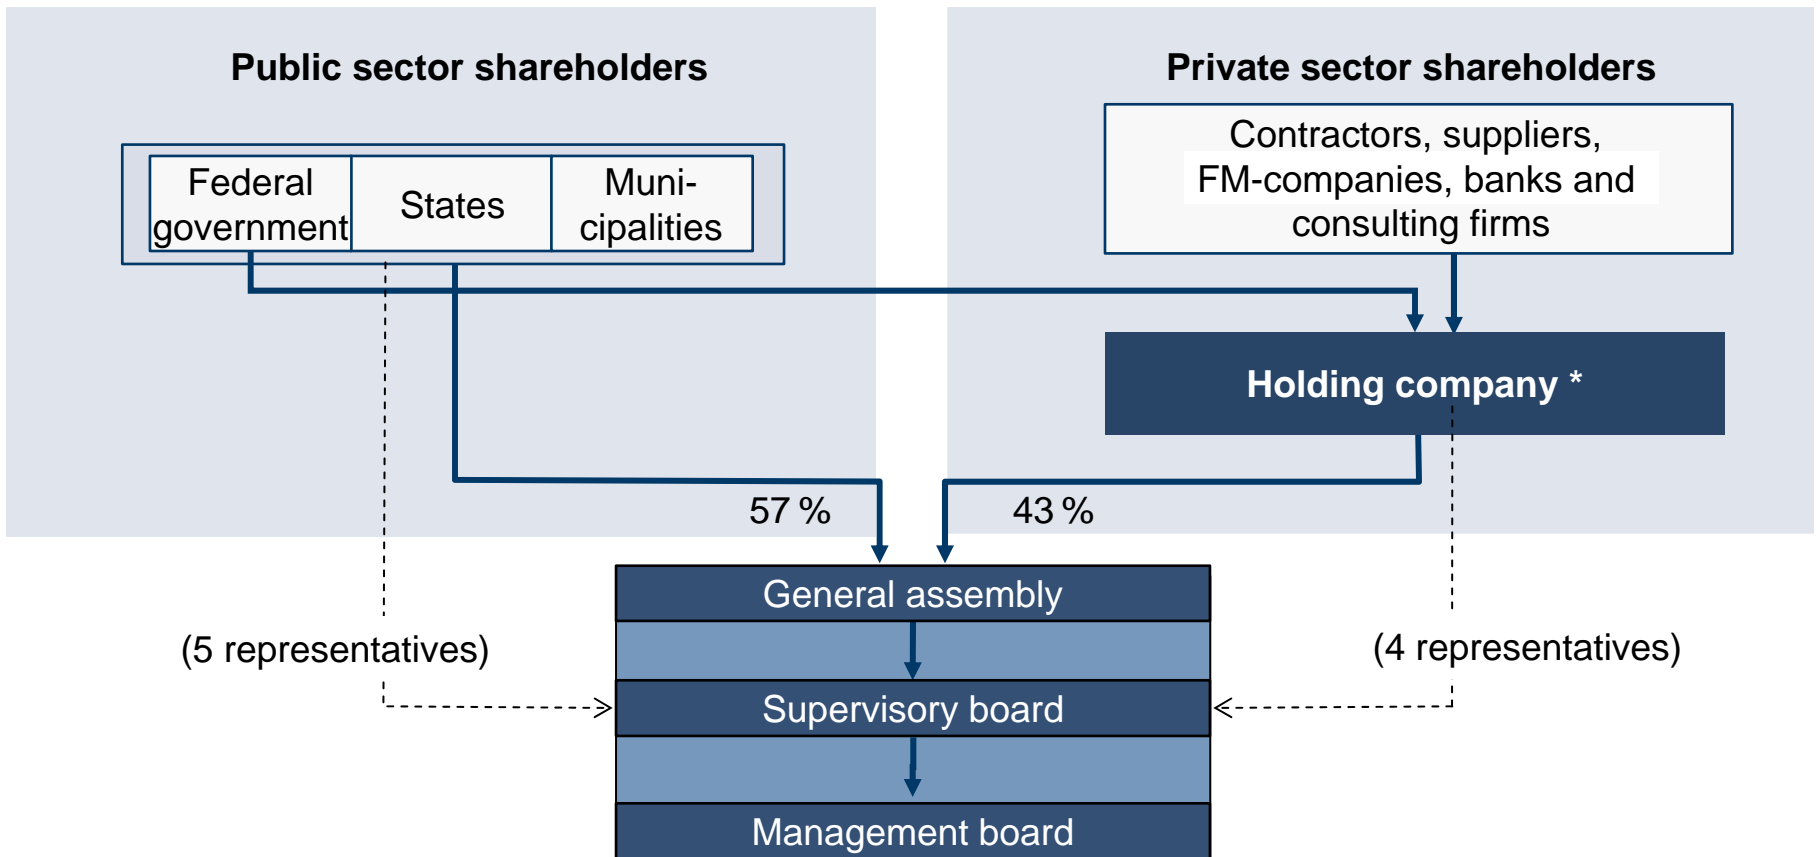 Public sector shareholders
Federal
government
States
Muni-
cipalities
Private sector shareholders
Contractors, suppliers,
FM-companies, banks and
consulting firms
Holding company *
57 %
43 %
General assembly
(5 representatives)
(4 representatives)
Supervisory board
Management board